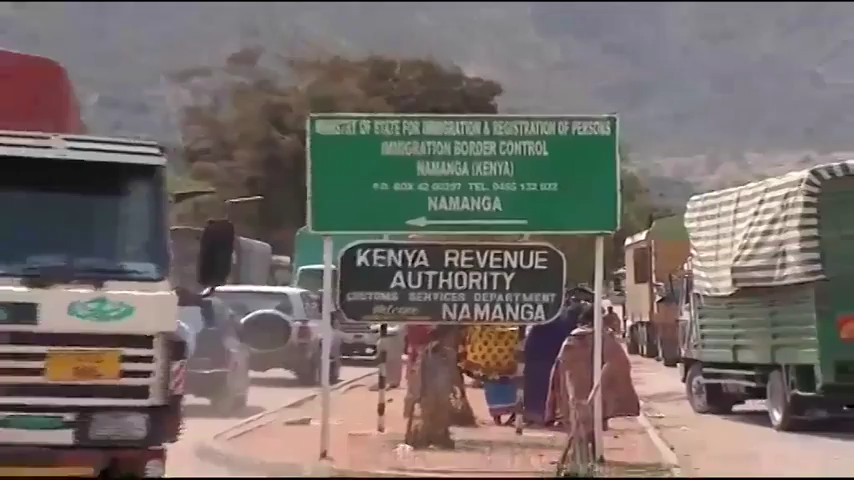 MINISTRY OF STATE FOR IMMIGRATION & REGISTRATION OF PERSONS
IMMIGRATION BORDER CONTROL
NAMANGA (KENYA)
P.O. BOX
NAMANGA
KENYA REVENUE
AUTHORITY
CUSTOMS SERVICES DEPARTMENT
Welcome NAMANGA